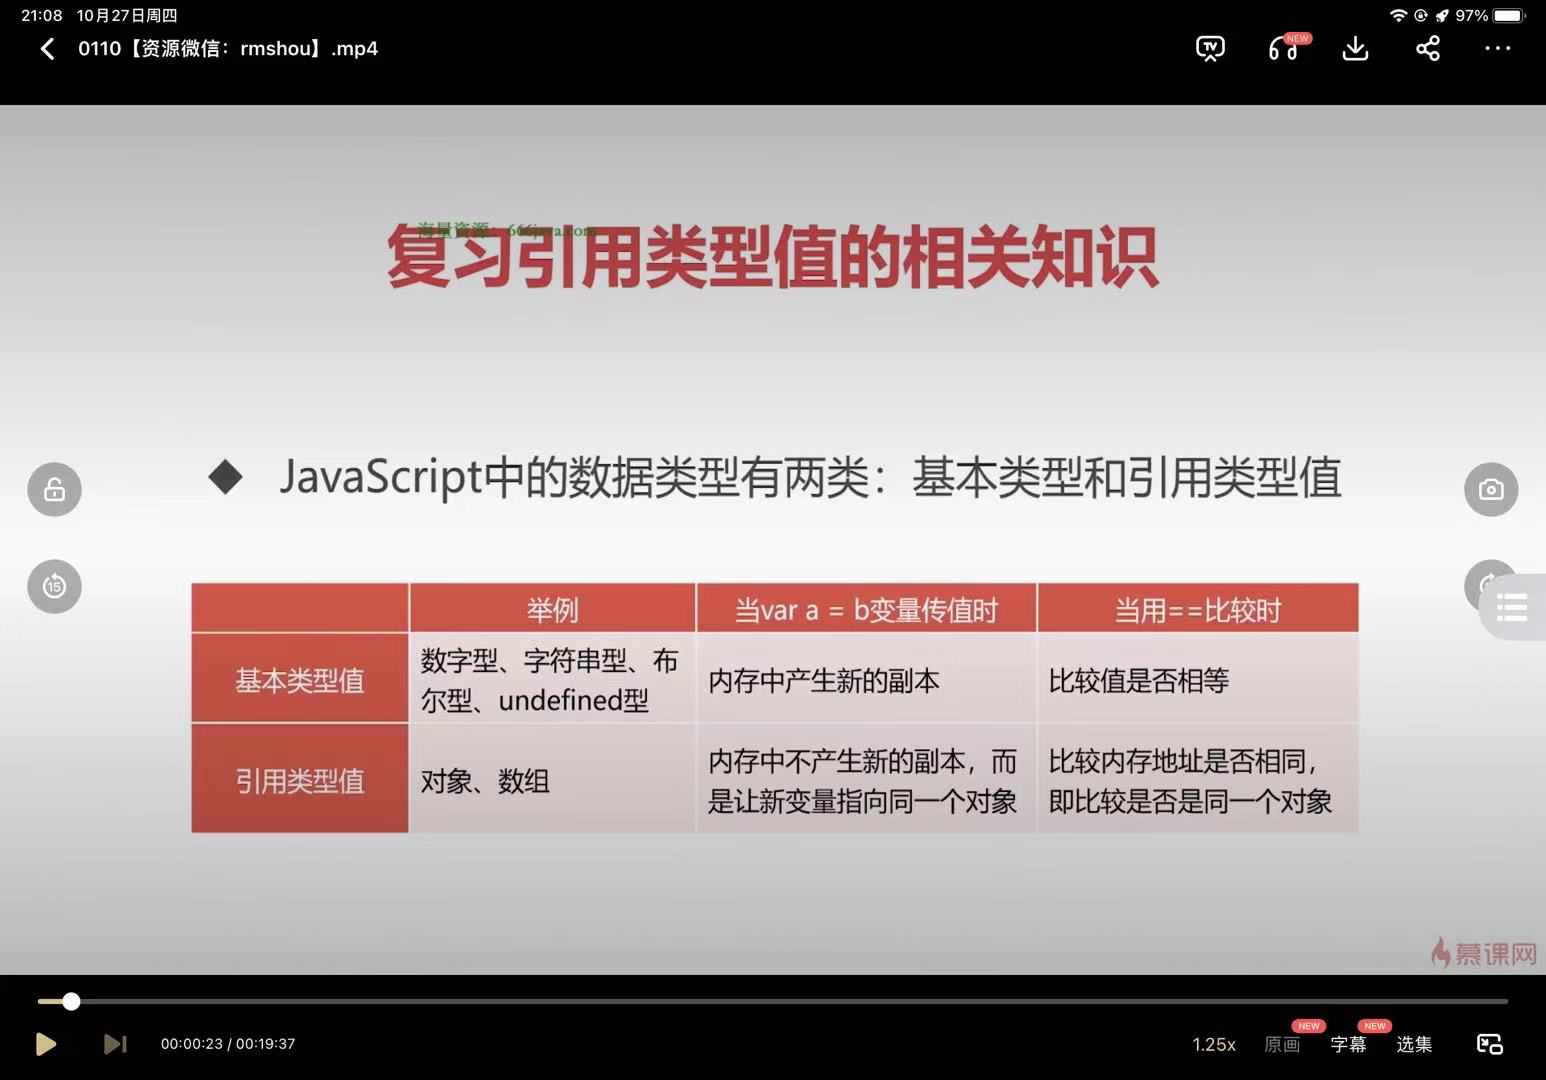 21:08 10月27日周四
97%
0110【资源微信：rmshou】.mp4
TV
NEW
海量资源：666java.com
复习引用类型值的相关知识
◆ JavaScript中的数据类型有两类：基本类型和引用类型值
15
举例
当var a = b变量传值时
当用==比较时
基本类型值
数字型、字符串型、布
尔型、undefined型
内存中产生新的副本
比较值是否相等
引用类型值
对象、数组
内存中不产生新的副本，而
是让新变量指向同一个对象
比较内存地址是否相同，
即比较是否是同一个对象
慕课网
00:00:23 / 00:19:37
1.25x
原画
NEW
字幕
NEW
选集